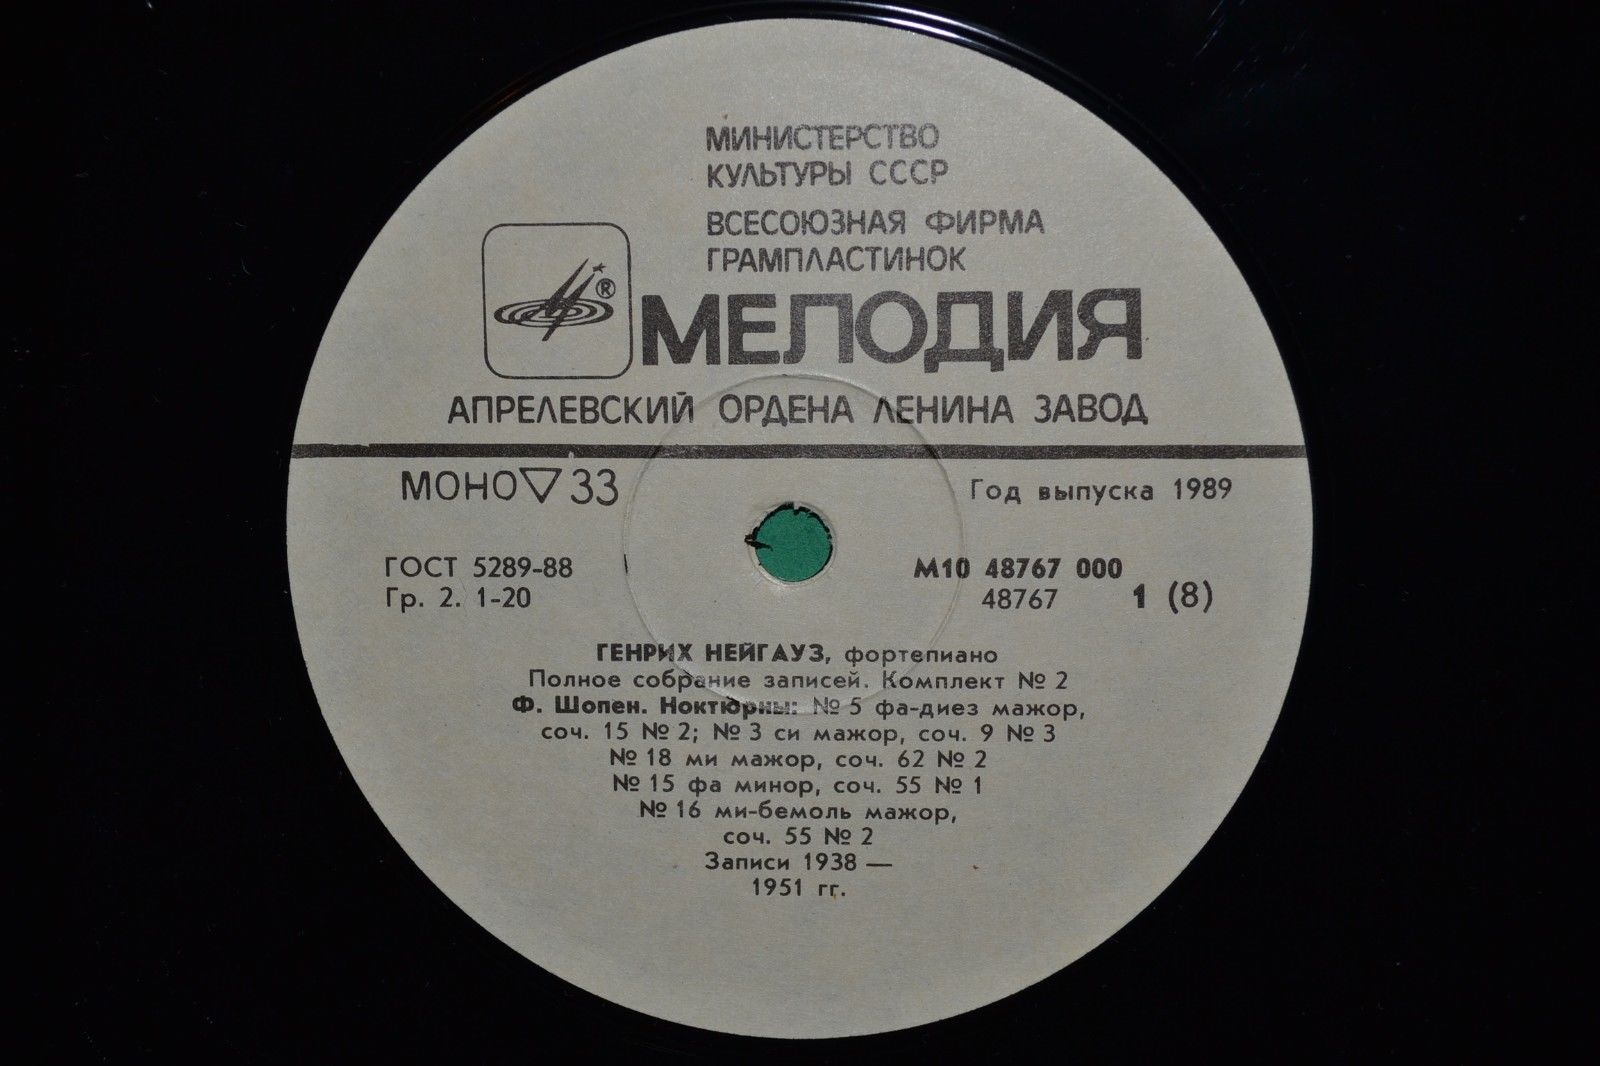 МИНИСТЕРСТВО
КУЛЬТУРЫ СССР
ВСЕСОЮЗНАЯ ФИРМА
ГРАМПЛАСТИНОК
®
МЕЛОДИЯ
АПРЕЛЕВСКИЙ ОРДЕНА ЛЕНИНА ЗАВОД
МОНО▽33
Год выпуска 1989
ГОСТ 5289-88
Гр. 2. 1-20
М10 48767 000
48767 1 (8)
ГЕНРИХ НЕЙГАУЗ, фортепиано
Полное собрание записей. Комплект № 2
Ф. Шопен. Ноктюрны: № 5 фа-диез мажор,
соч. 15 № 2; № 3 си мажор, соч. 9 № 3
№ 18 ми мажор, соч. 62 № 2
№ 15 фа минор, соч. 55 № 1
№ 16 ми-бемоль мажор,
соч. 55 № 2
Записи 1938 —
1951 гг.